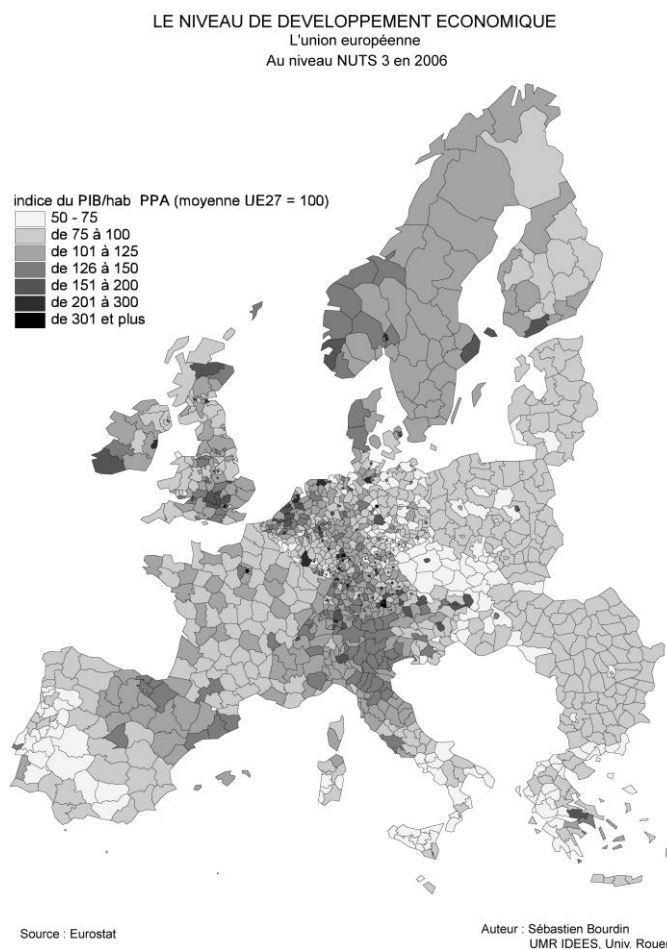 LE NIVEAU DE DEVELOPPEMENT ECONOMIQUE
L'union européenne
Au niveau NUTS 3 en 2006
indice du PIB/hab PPA (moyenne UE27 = 100)
50 - 75
de 75 à 100
de 101 à 125
de 126 à 150
de 151 à 200
de 201 à 300
de 301 et plus
Source : Eurostat
Auteur : Sébastien Bourdin
UMR IDEES, Univ. Rouen